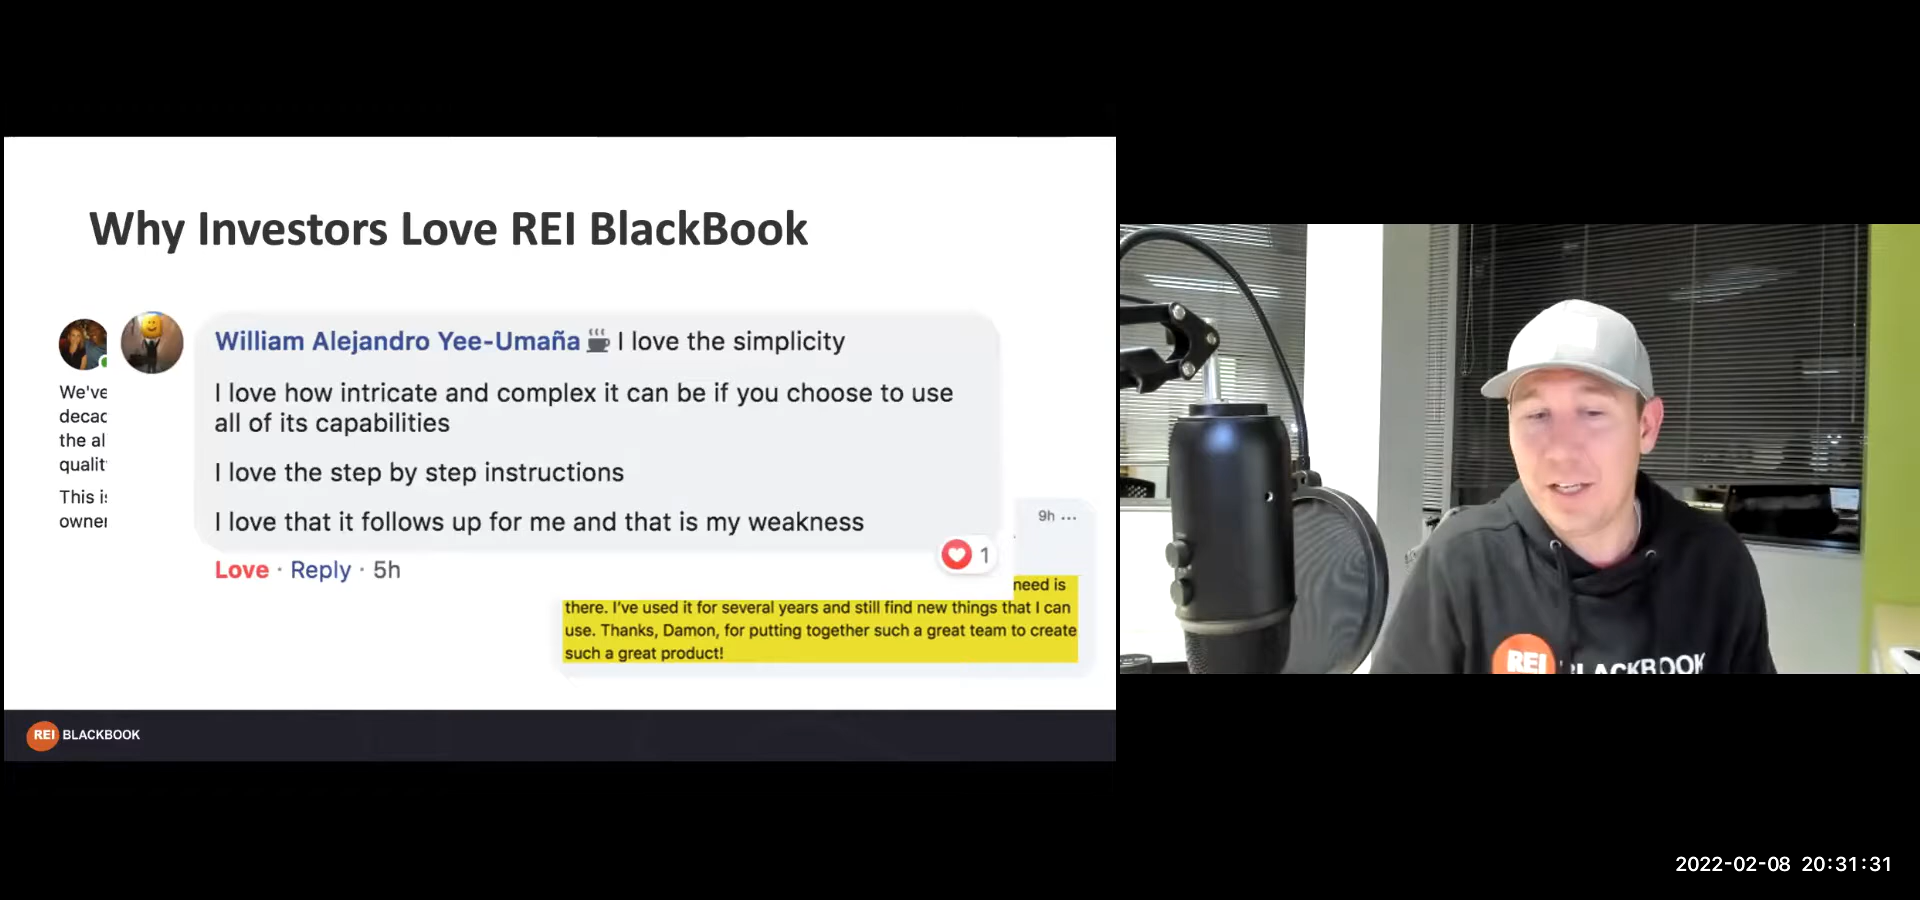 Why Investors Love REI BlackBook
William Alejandro Yee-Umaña I love the simplicity
I love how intricate and complex it can be if you choose to use
all of its capabilities
I love the step by step instructions
I love that it follows up for me and that is my weakness
Love · Reply · 5h
1
We've
the al
This is
9h ...
need is
there. I've used it for several years and still find new things that I can
use. Thanks, Damon, for putting together such a great team to create
such a great product!
REI BLACKBOOK
REI BLACKBOOK
2022-02-08 20:31:31